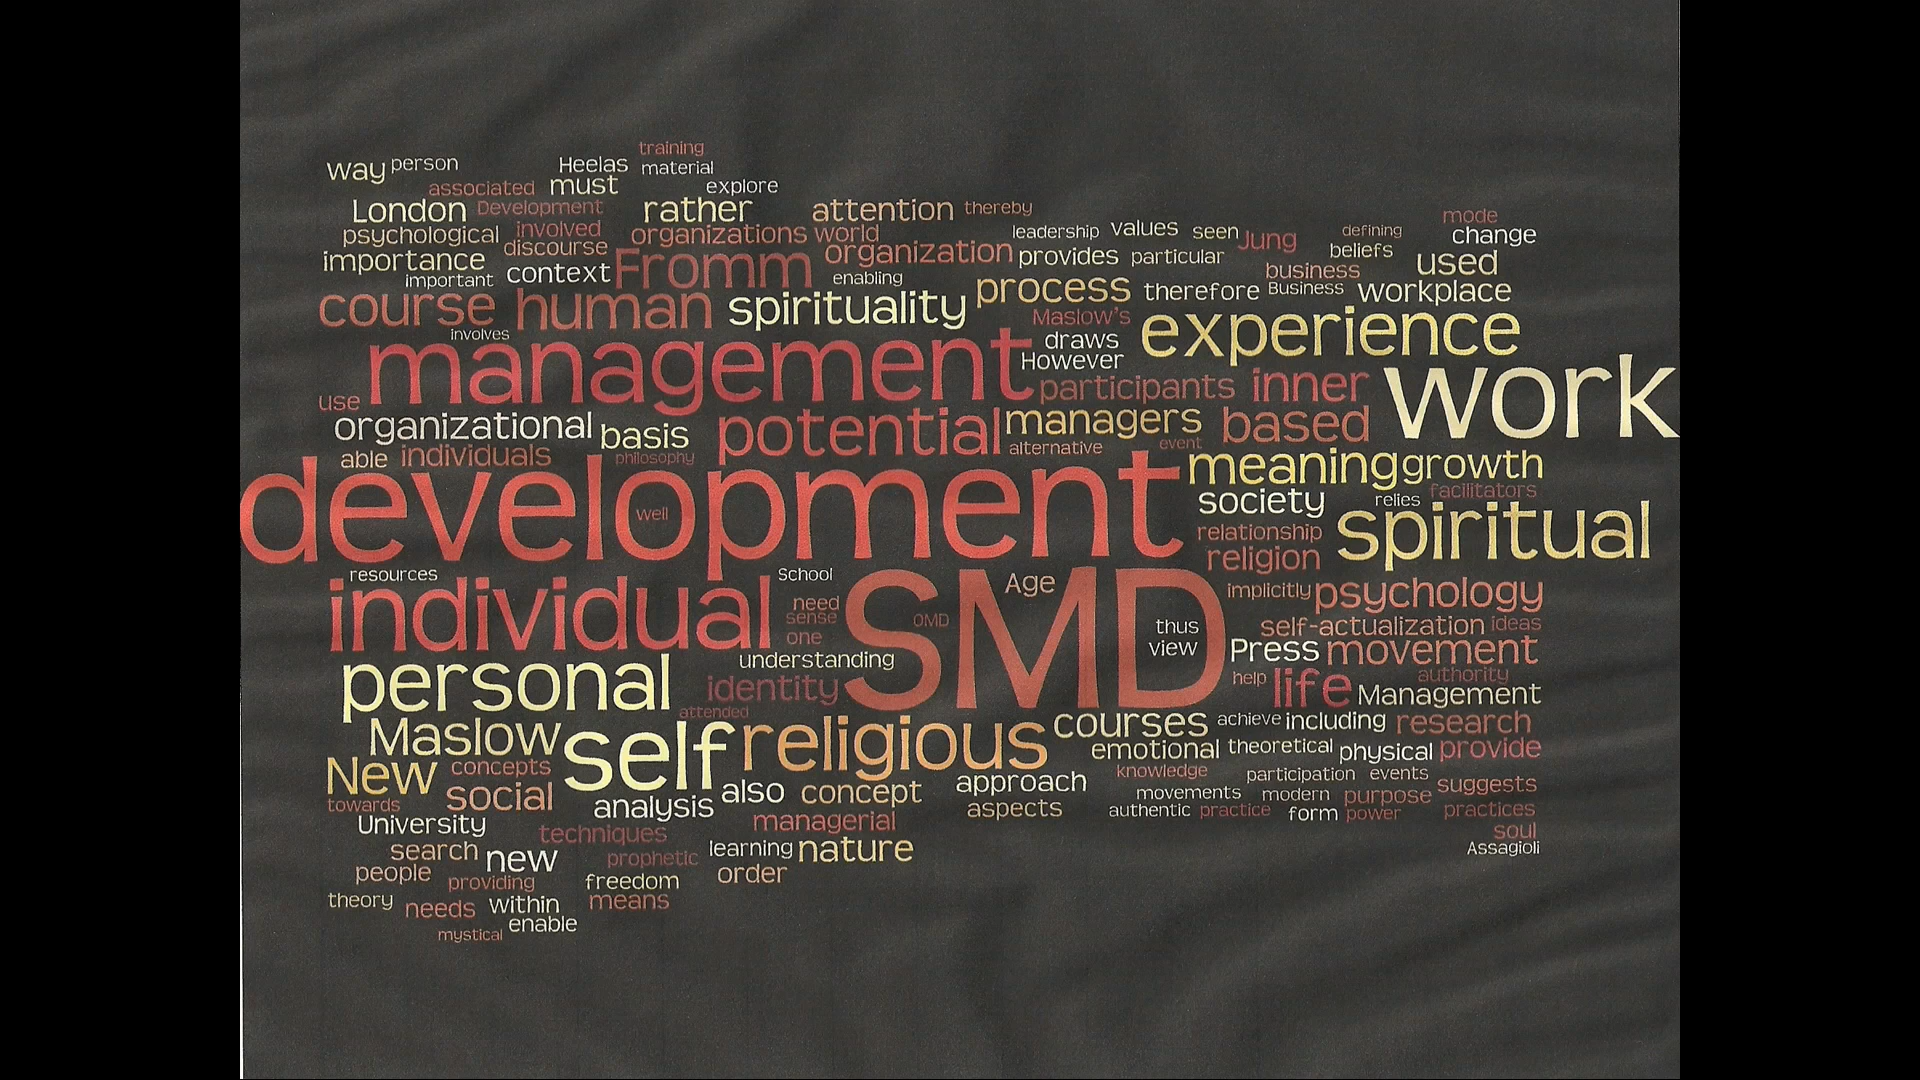 training
way person Heelas material
associated must explore
London Development rather attention thereby
psychological involved organizations world leadership values seen Jung defining mode
importance discourse organization provides particular beliefs change
important context Fromm enabling business used
course human spirituality process therefore Business workplace
involves Maslow's experience
management draws
However
use participants inner work
organizational basis potential managers based
able individuals philosophy alternative event
development well meaning growth
society relies facilitators
relationship spiritual
religion
resources School Age implicitly psychology
individual need
sense OMD SMD thus self-actualization ideas
one view Press movement
personal understanding help life authority
identity Management
attended
Maslow self religious courses achieve including research
New concepts emotional theoretical physical provide
knowledge participation events
towards social analysis also concept approach movements modern purpose suggests
aspects authentic practice form power practices
University techniques managerial soul
search new prophetic learning nature Assagioli
people providing freedom order
theory needs within means
mystical enable